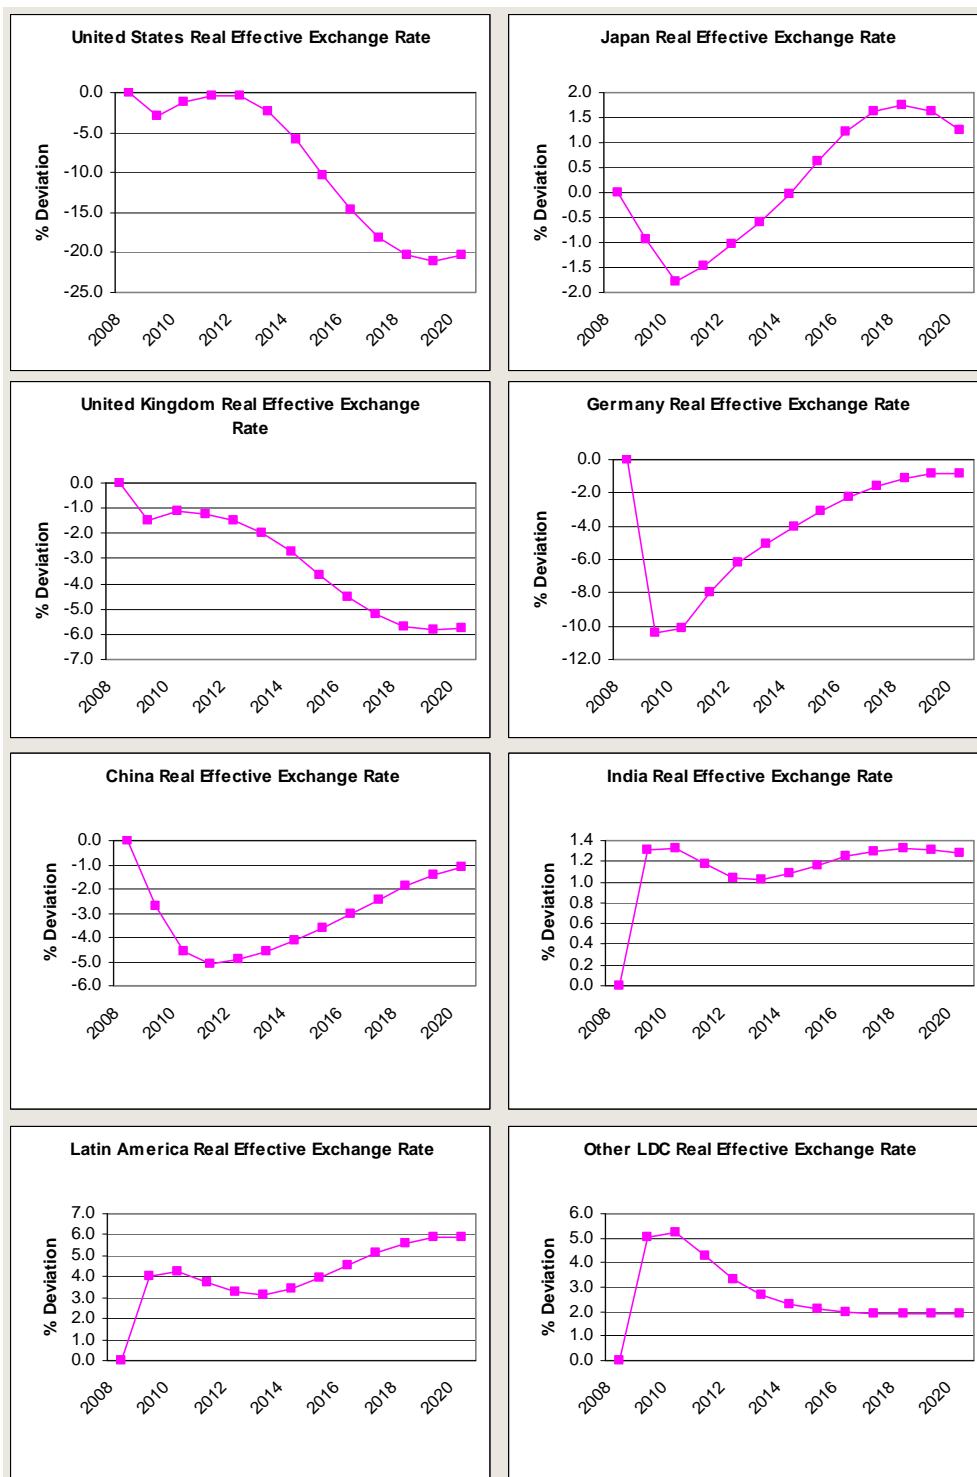 United States Real Effective Exchange Rate
% Deviation
0.0
-5.0
-10.0
-15.0
-20.0
-25.0
2008 2010 2012 2014 2016 2018 2020
Japan Real Effective Exchange Rate
% Deviation
2.0
1.5
1.0
0.5
0.0
-0.5
-1.0
-1.5
-2.0
2008 2010 2012 2014 2016 2018 2020
United Kingdom Real Effective Exchange
Rate
% Deviation
0.0
-1.0
-2.0
-3.0
-4.0
-5.0
-6.0
-7.0
2008 2010 2012 2014 2016 2018 2020
Germany Real Effective Exchange Rate
% Deviation
0.0
-2.0
-4.0
-6.0
-8.0
-10.0
-12.0
2008 2010 2012 2014 2016 2018 2020
China Real Effective Exchange Rate
% Deviation
0.0
-1.0
-2.0
-3.0
-4.0
-5.0
-6.0
2008 2010 2012 2014 2016 2018 2020
India Real Effective Exchange Rate
% Deviation
1.4
1.2
1.0
0.8
0.6
0.4
0.2
0.0
2008 2010 2012 2014 2016 2018 2020
Latin America Real Effective Exchange Rate
% Deviation
7.0
6.0
5.0
4.0
3.0
2.0
1.0
0.0
2008 2010 2012 2014 2016 2018 2020
Other LDC Real Effective Exchange Rate
% Deviation
6.0
5.0
4.0
3.0
2.0
1.0
0.0
2008 2010 2012 2014 2016 2018 2020